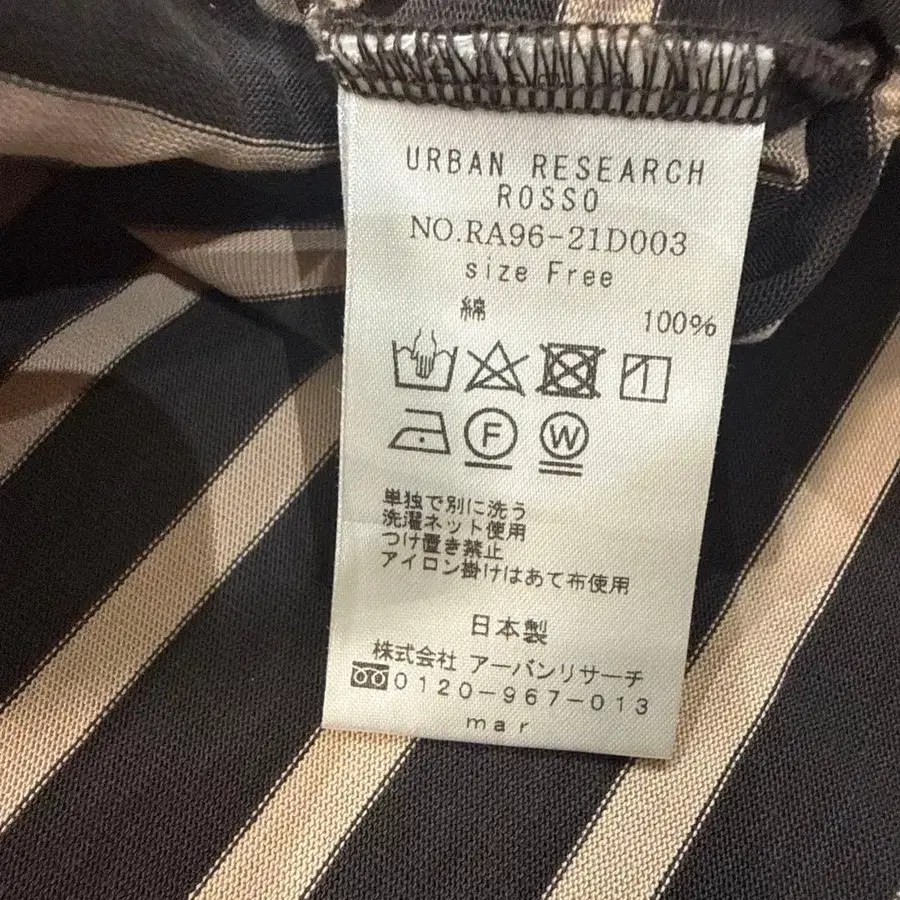 URBAN RESEARCH
ROSSO
NO.RA96-21D003
size Free
綿 100%
F W
単独で別に洗う
洗濯ネット使用
つけ置き禁止
アイロン掛けはあて布使用
日本製
株式会社 アーバンリサーチ
0120-967-013
mar